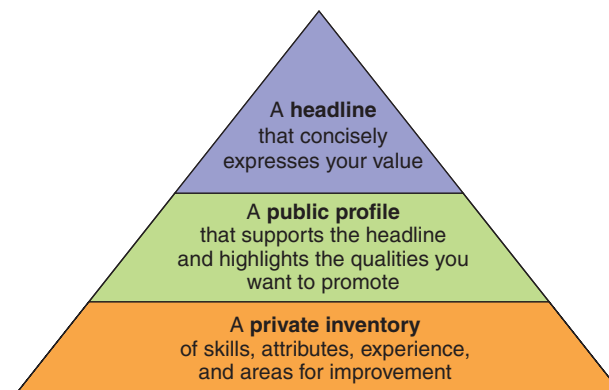 A headline
that concisely
expresses your value
A public profile
that supports the headline
and highlights the qualities you
want to promote
A private inventory
of skills, attributes, experience,
and areas for improvement